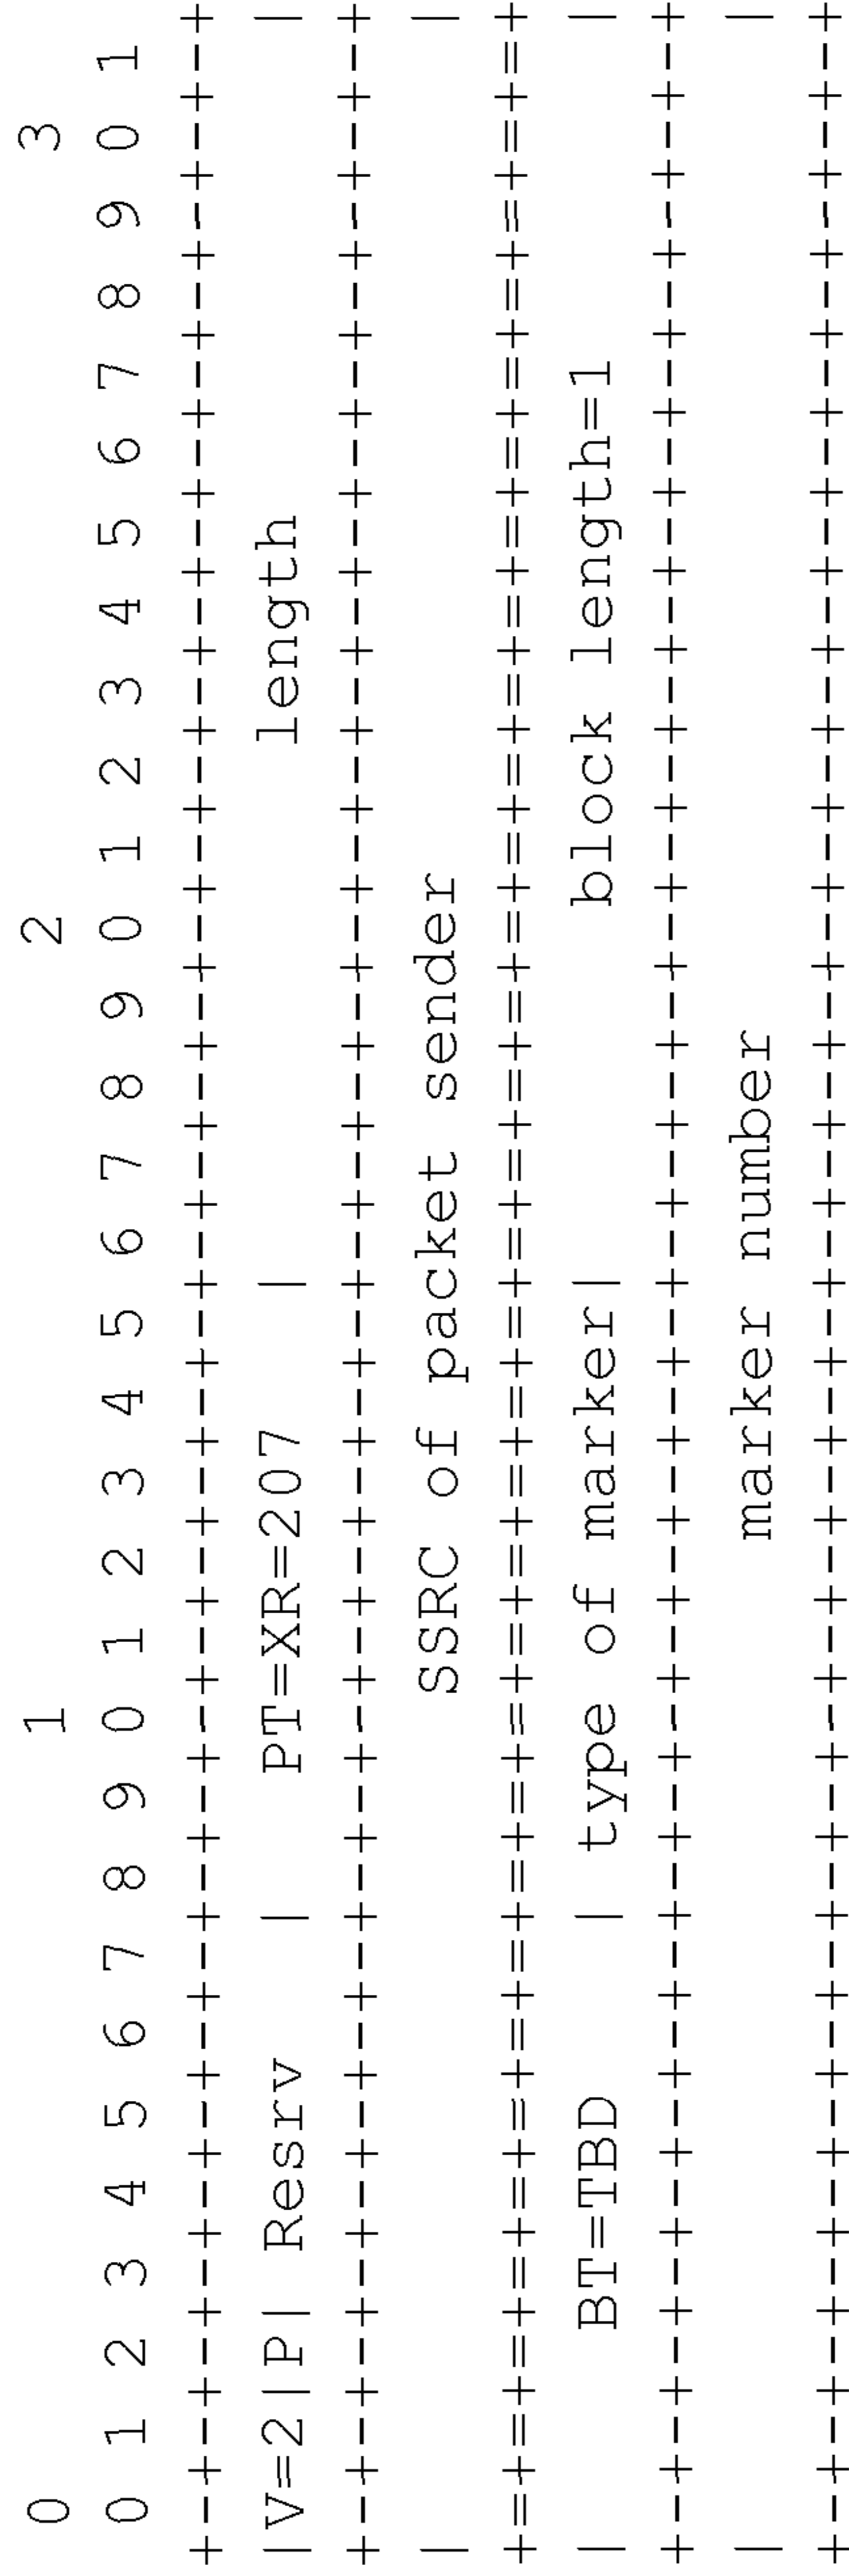 0                   1                   2                   3
 0 1 2 3 4 5 6 7 8 9 0 1 2 3 4 5 6 7 8 9 0 1 2 3 4 5 6 7 8 9 0 1
+-+-+-+-+-+-+-+-+-+-+-+-+-+-+-+-+-+-+-+-+-+-+-+-+-+-+-+-+-+-+-+-+
|V=2|P| Resrv   |   PT=XR=207   |             length            |
+-+-+-+-+-+-+-+-+-+-+-+-+-+-+-+-+-+-+-+-+-+-+-+-+-+-+-+-+-+-+-+-+
|                     SSRC of packet sender                     |
+=+=+=+=+=+=+=+=+=+=+=+=+=+=+=+=+=+=+=+=+=+=+=+=+=+=+=+=+=+=+=+=+
|     BT=TBD    | type of marker|         block length=1        |
+-+-+-+-+-+-+-+-+-+-+-+-+-+-+-+-+-+-+-+-+-+-+-+-+-+-+-+-+-+-+-+-+
|                         marker number                         |
+-+-+-+-+-+-+-+-+-+-+-+-+-+-+-+-+-+-+-+-+-+-+-+-+-+-+-+-+-+-+-+-+